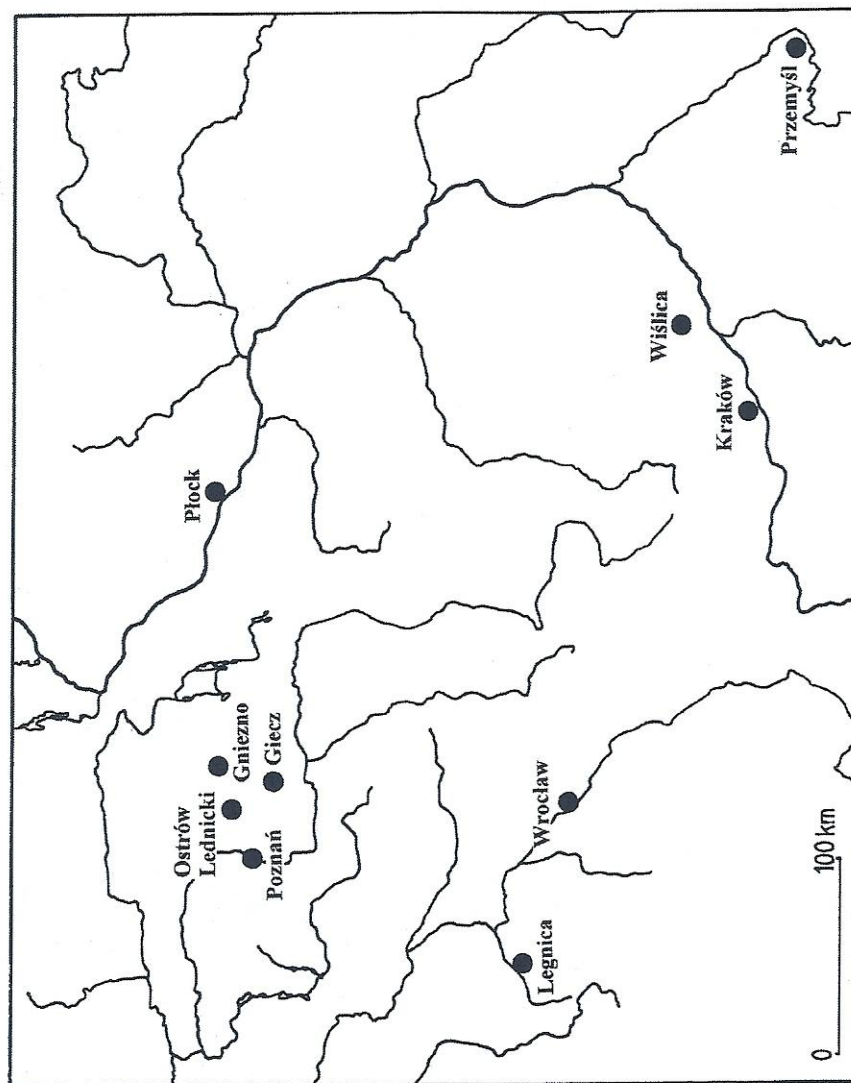 Płock
Ostrów
Lednicki
Gniezno
Poznań
Giecz
Wrocław
Legnica
Wiślica
Kraków
Przemyśl
0
100 km